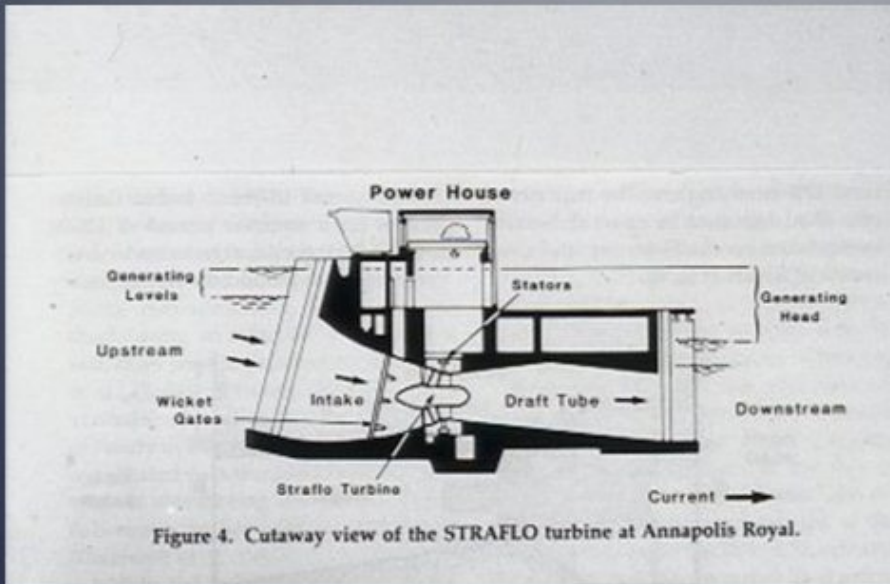 Power House
Generating
Levels
Stators
Generating
Head
Upstream
Wicket
Gates
Intake
Draft Tube
Downstream
Straflo Turbine
Current
Figure 4. Cutaway view of the STRAFLO turbine at Annapolis Royal.